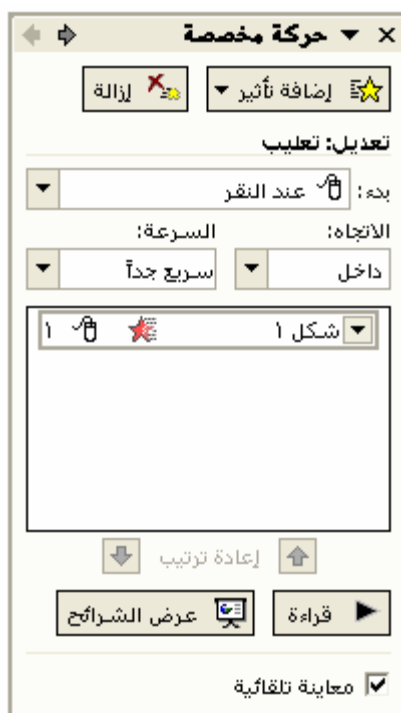 حركة مخصصة
إضافة تأثير إزالة
تعديل: تعليب
بدء: عند النقر
الاتجاه: السرعة:
داخل سريع جداً
شكل ١ ١
إعادة ترتيب
قراءة عرض الشرائح
معاينة تلقائية